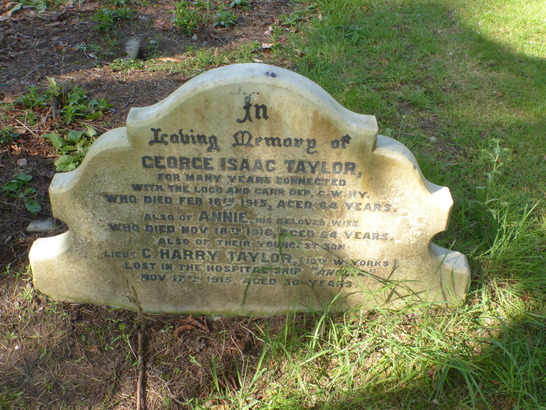 In
Loving Memory of
GEORGE ISAAC TAYLOR,
FOR MANY YEARS CONNECTED
WITH THE LOCO AND CARR DEP. G.W.RY.
WHO DIED FEB 16TH 1915, AGED 64 YEARS.
ALSO OF ANNIE, HIS BELOVED WIFE
WHO DIED NOV 18TH 1916, AGED 64 YEARS.
ALSO OF THEIR YOUNGEST SON
LIEUT C. HARRY TAYLOR, W. YORKS
LOST IN THE HOSPITAL SHIP
NOV 17TH 1915 AGED 30 YEARS